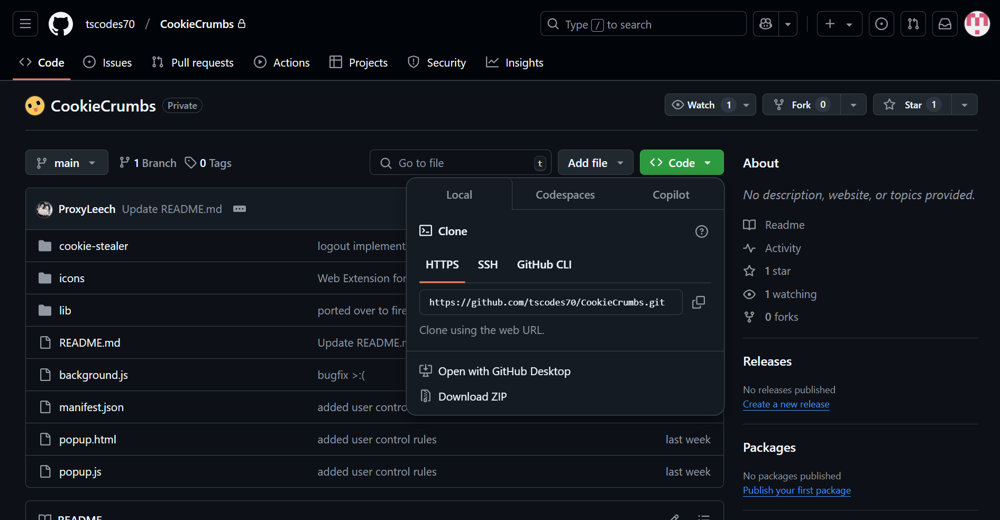 tscodes70 / CookieCrumbs
Type / to search
Code
Issues
Pull requests
Actions
Projects
Security
Insights
CookieCrumbs Private
Watch 1
Fork 0
Star 1
main
1 Branch
0 Tags
Go to file t
Add file
Code
ProxyLeech Update README.md
cookie-stealer logout implement
icons Web Extension for
lib ported over to fire
README.md Update README.m
background.js bugfix >:(
manifest.json added user contro
popup.html added user control rules last week
popup.js added user control rules last week
README
Local
Codespaces
Copilot
Clone
HTTPS
SSH
GitHub CLI
https://github.com/tscodes70/CookieCrumbs.git
Clone using the web URL.
Open with GitHub Desktop
Download ZIP
About
No description, website, or topics provided.
Readme
Activity
1 star
1 watching
0 forks
Releases
No releases published
Create a new release
Packages
No packages published
Publish your first package